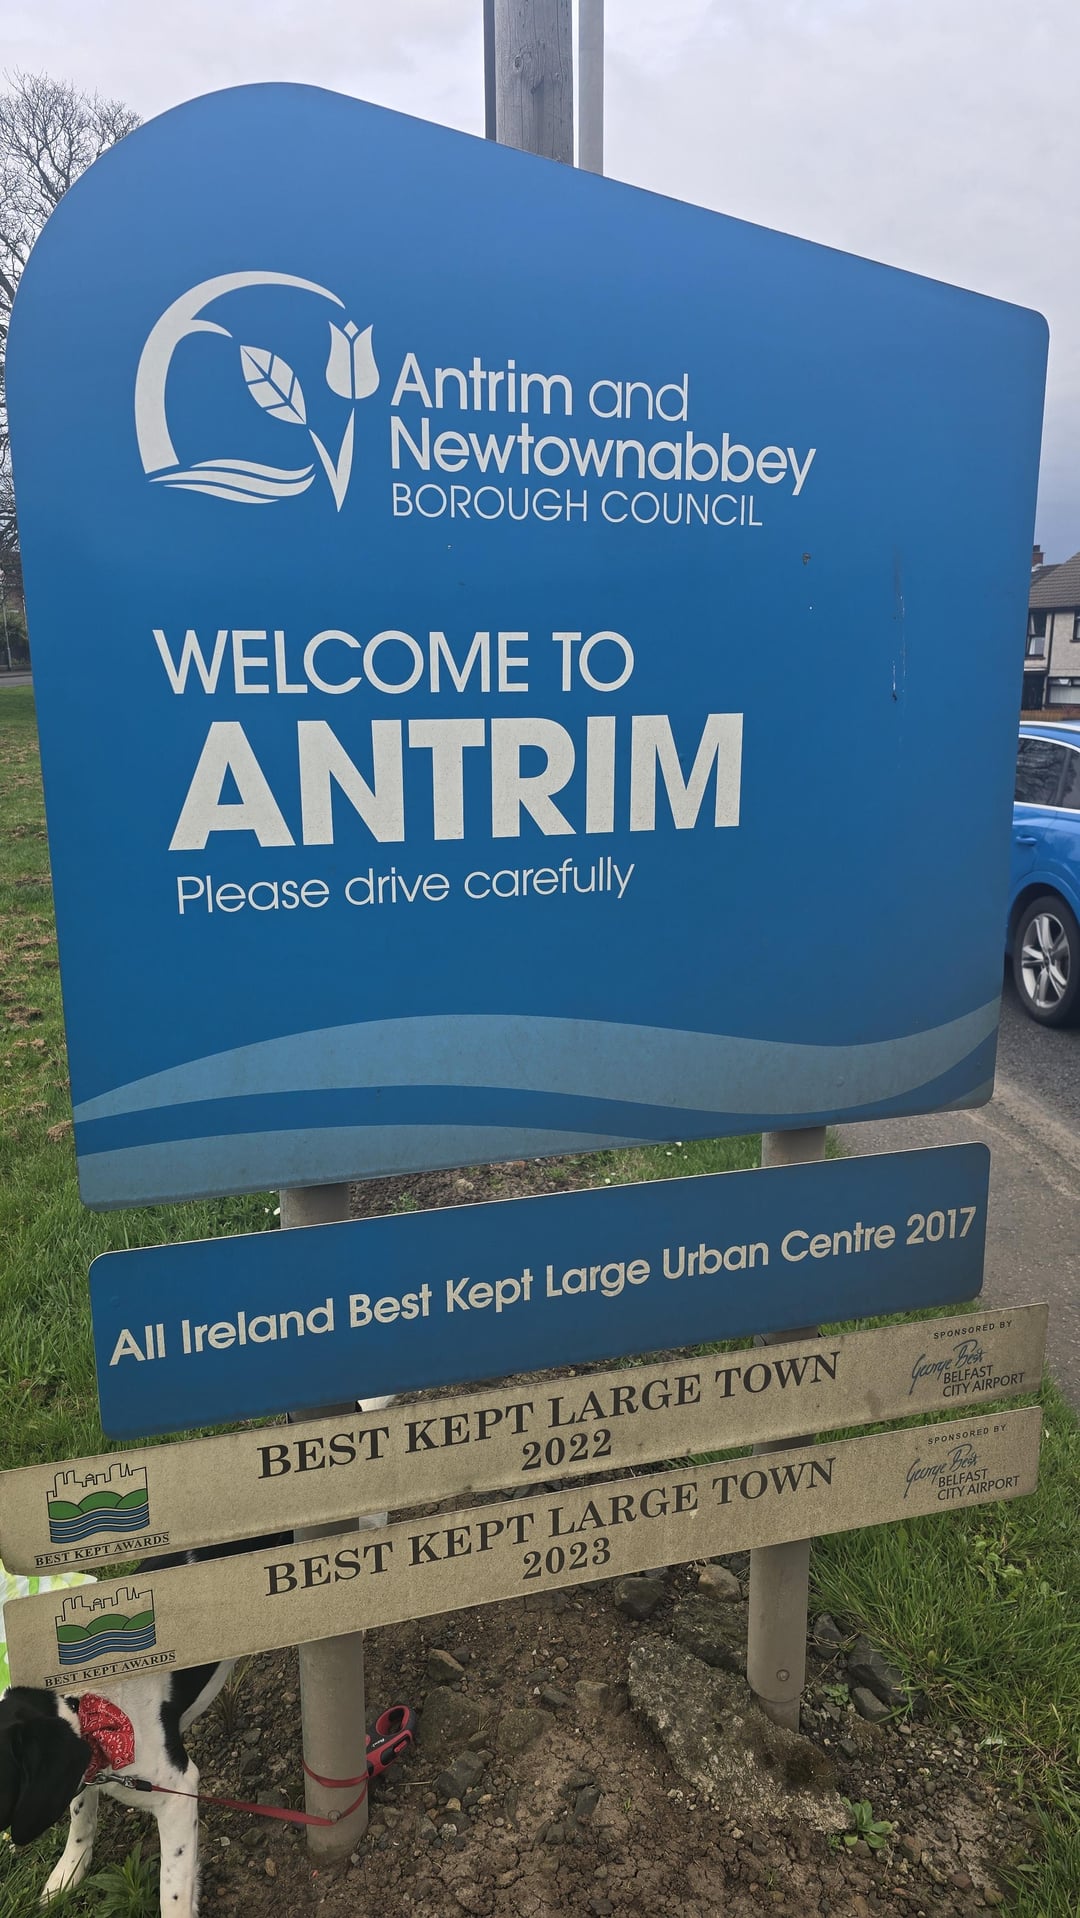 Antrim and
Newtownabbey
BOROUGH COUNCIL
WELCOME TO
ANTRIM
Please drive carefully
All Ireland Best Kept Large Urban Centre 2017
BEST KEPT LARGE TOWN
2022
SPONSORED BY
George Best
BELFAST
CITY AIRPORT
BEST KEPT AWARDS
BEST KEPT LARGE TOWN
2023
SPONSORED BY
George Best
BELFAST
CITY AIRPORT
BEST KEPT AWARDS